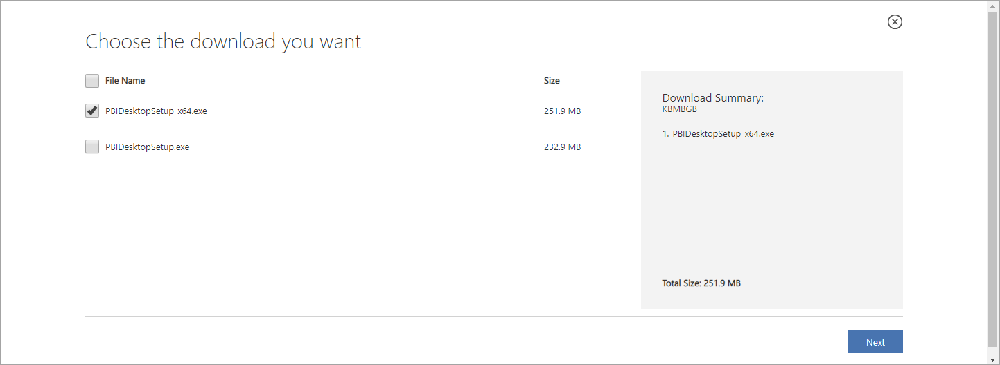 Choose the download you want
File Name Size
PBIDesktopSetup_x64.exe 251.9 MB
PBIDesktopSetup.exe 232.9 MB
Download Summary:
KBMBGB
1. PBIDesktopSetup_x64.exe
Total Size: 251.9 MB
Next